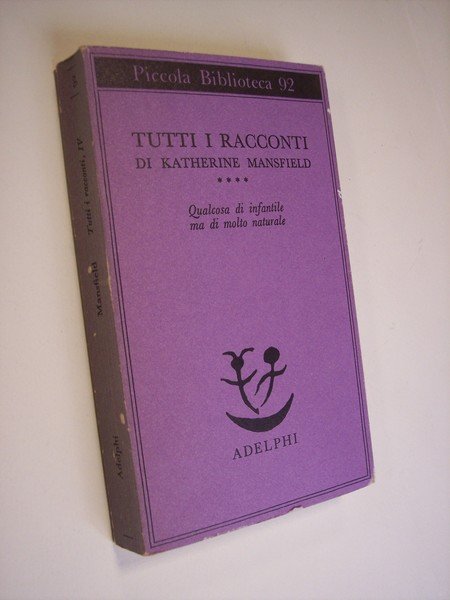 Piccola Biblioteca 92
TUTTI I RACCONTI
DI KATHERINE MANSFIELD
****
Qualcosa di infantile
ma di molto naturale
ADELPHI
92
Tutti i racconti, IV
Mansfield
Adelphi